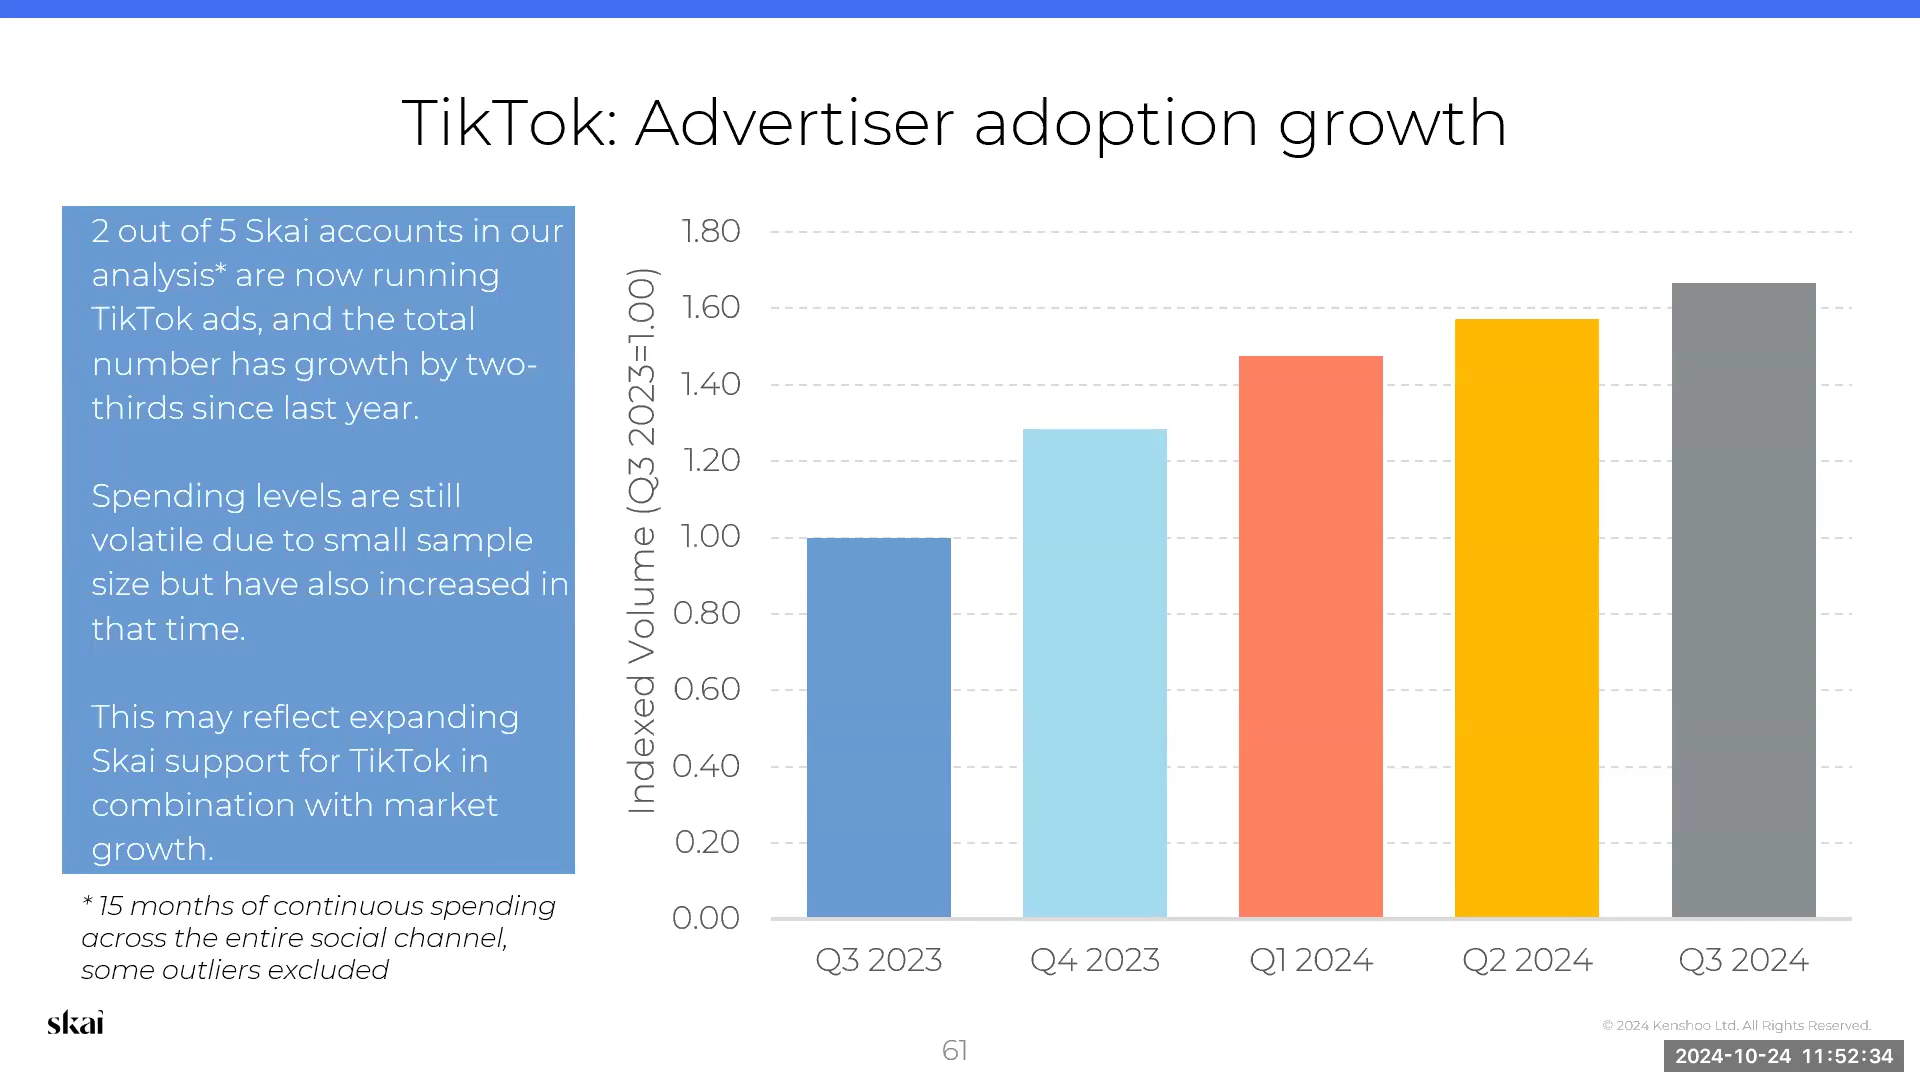 TikTok: Advertiser adoption growth
2 out of 5 Skai accounts in our
analysis* are now running
TikTok ads, and the total
number has growth by two-
thirds since last year.
Spending levels are still
volatile due to small sample
size but have also increased in
that time.
This may reflect expanding
Skai support for TikTok in
combination with market
growth.
* 15 months of continuous spending
across the entire social channel,
some outliers excluded
Indexed Volume (Q3 2023=1.00)
1.80
1.60
1.40
1.20
1.00
0.80
0.60
0.40
0.20
0.00
Q3 2023
Q4 2023
Q1 2024
Q2 2024
Q3 2024
skai
61
© 2024 Kenshoo Ltd. All Rights Reserved.
2024-10-24 11:52:34